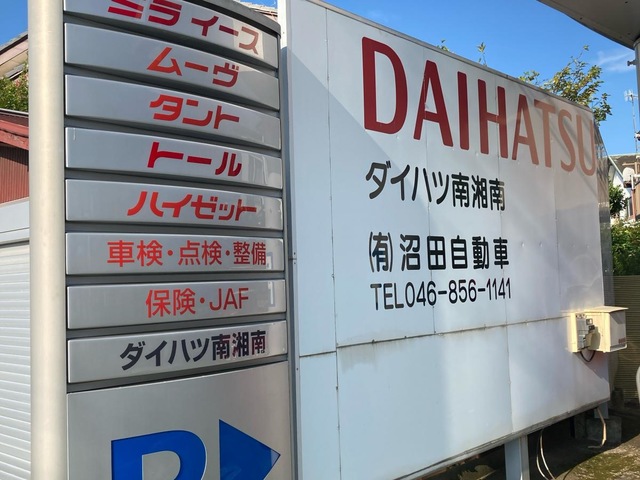 ミライース
ムーヴ
タント
トール
ハイゼット
車検・点検・整備
保険・JAF
ダイハツ南湘南
P
DAIHATSU
ダイハツ南湘南
(有)沼田自動車
TEL046-856-1141